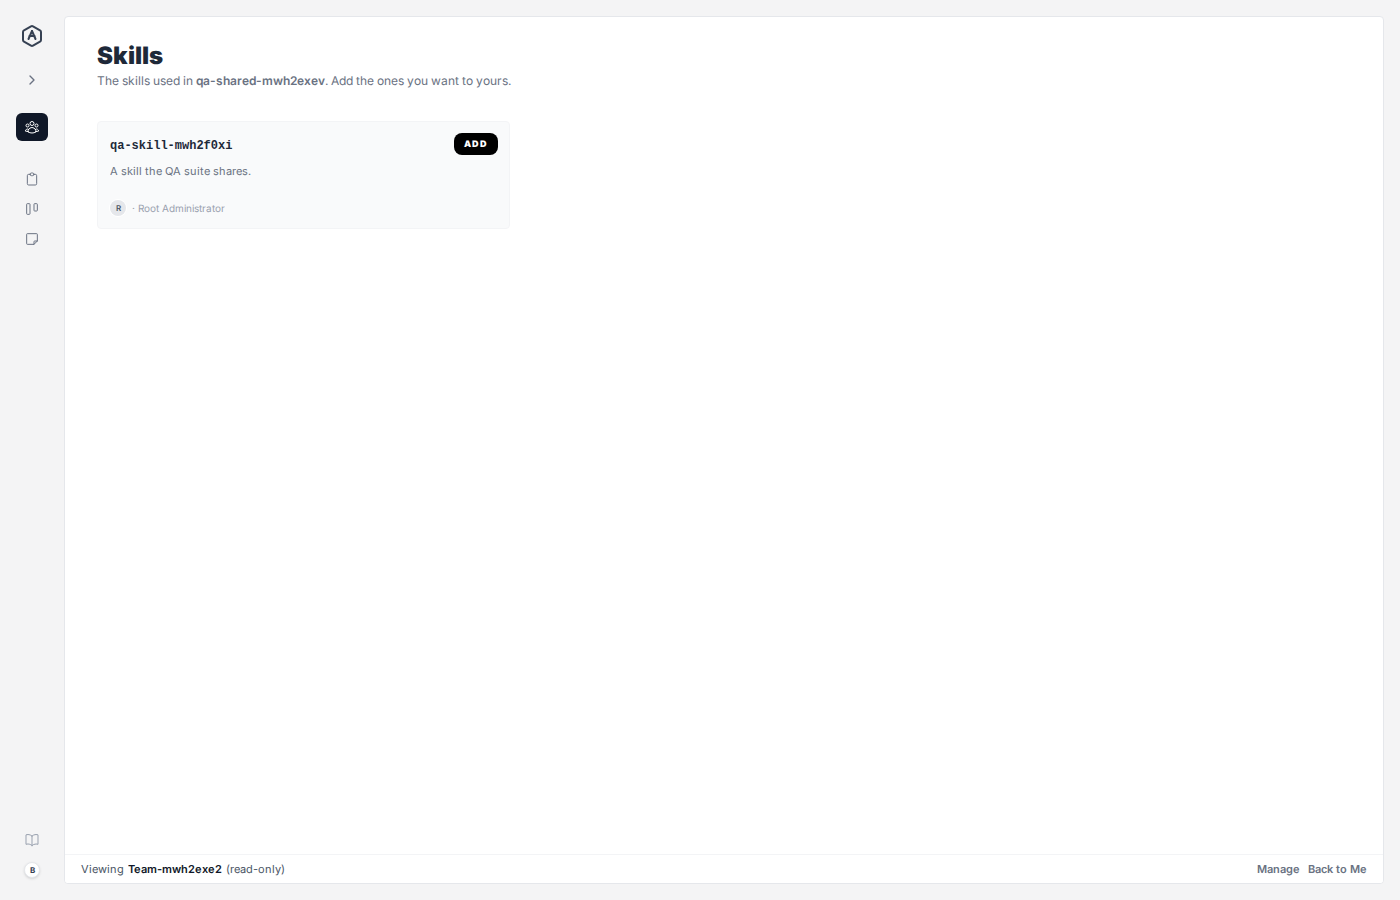 Skills
The skills used in qa-shared-mwh2exev. Add the ones you want to yours.
qa-skill-mwh2f0xi
ADD
A skill the QA suite shares.
R · Root Administrator
B
Viewing Team-mwh2exe2 (read-only)
Manage Back to Me